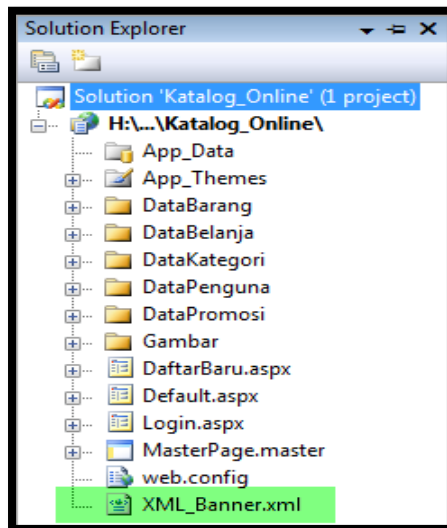 Solution Explorer
Solution 'Katalog_Online' (1 project)
H:\...\Katalog_Online\
App_Data
App_Themes
DataBarang
DataBelanja
DataKategori
DataPenguna
DataPromosi
Gambar
DaftarBaru.aspx
Default.aspx
Login.aspx
MasterPage.master
web.config
XML_Banner.xml